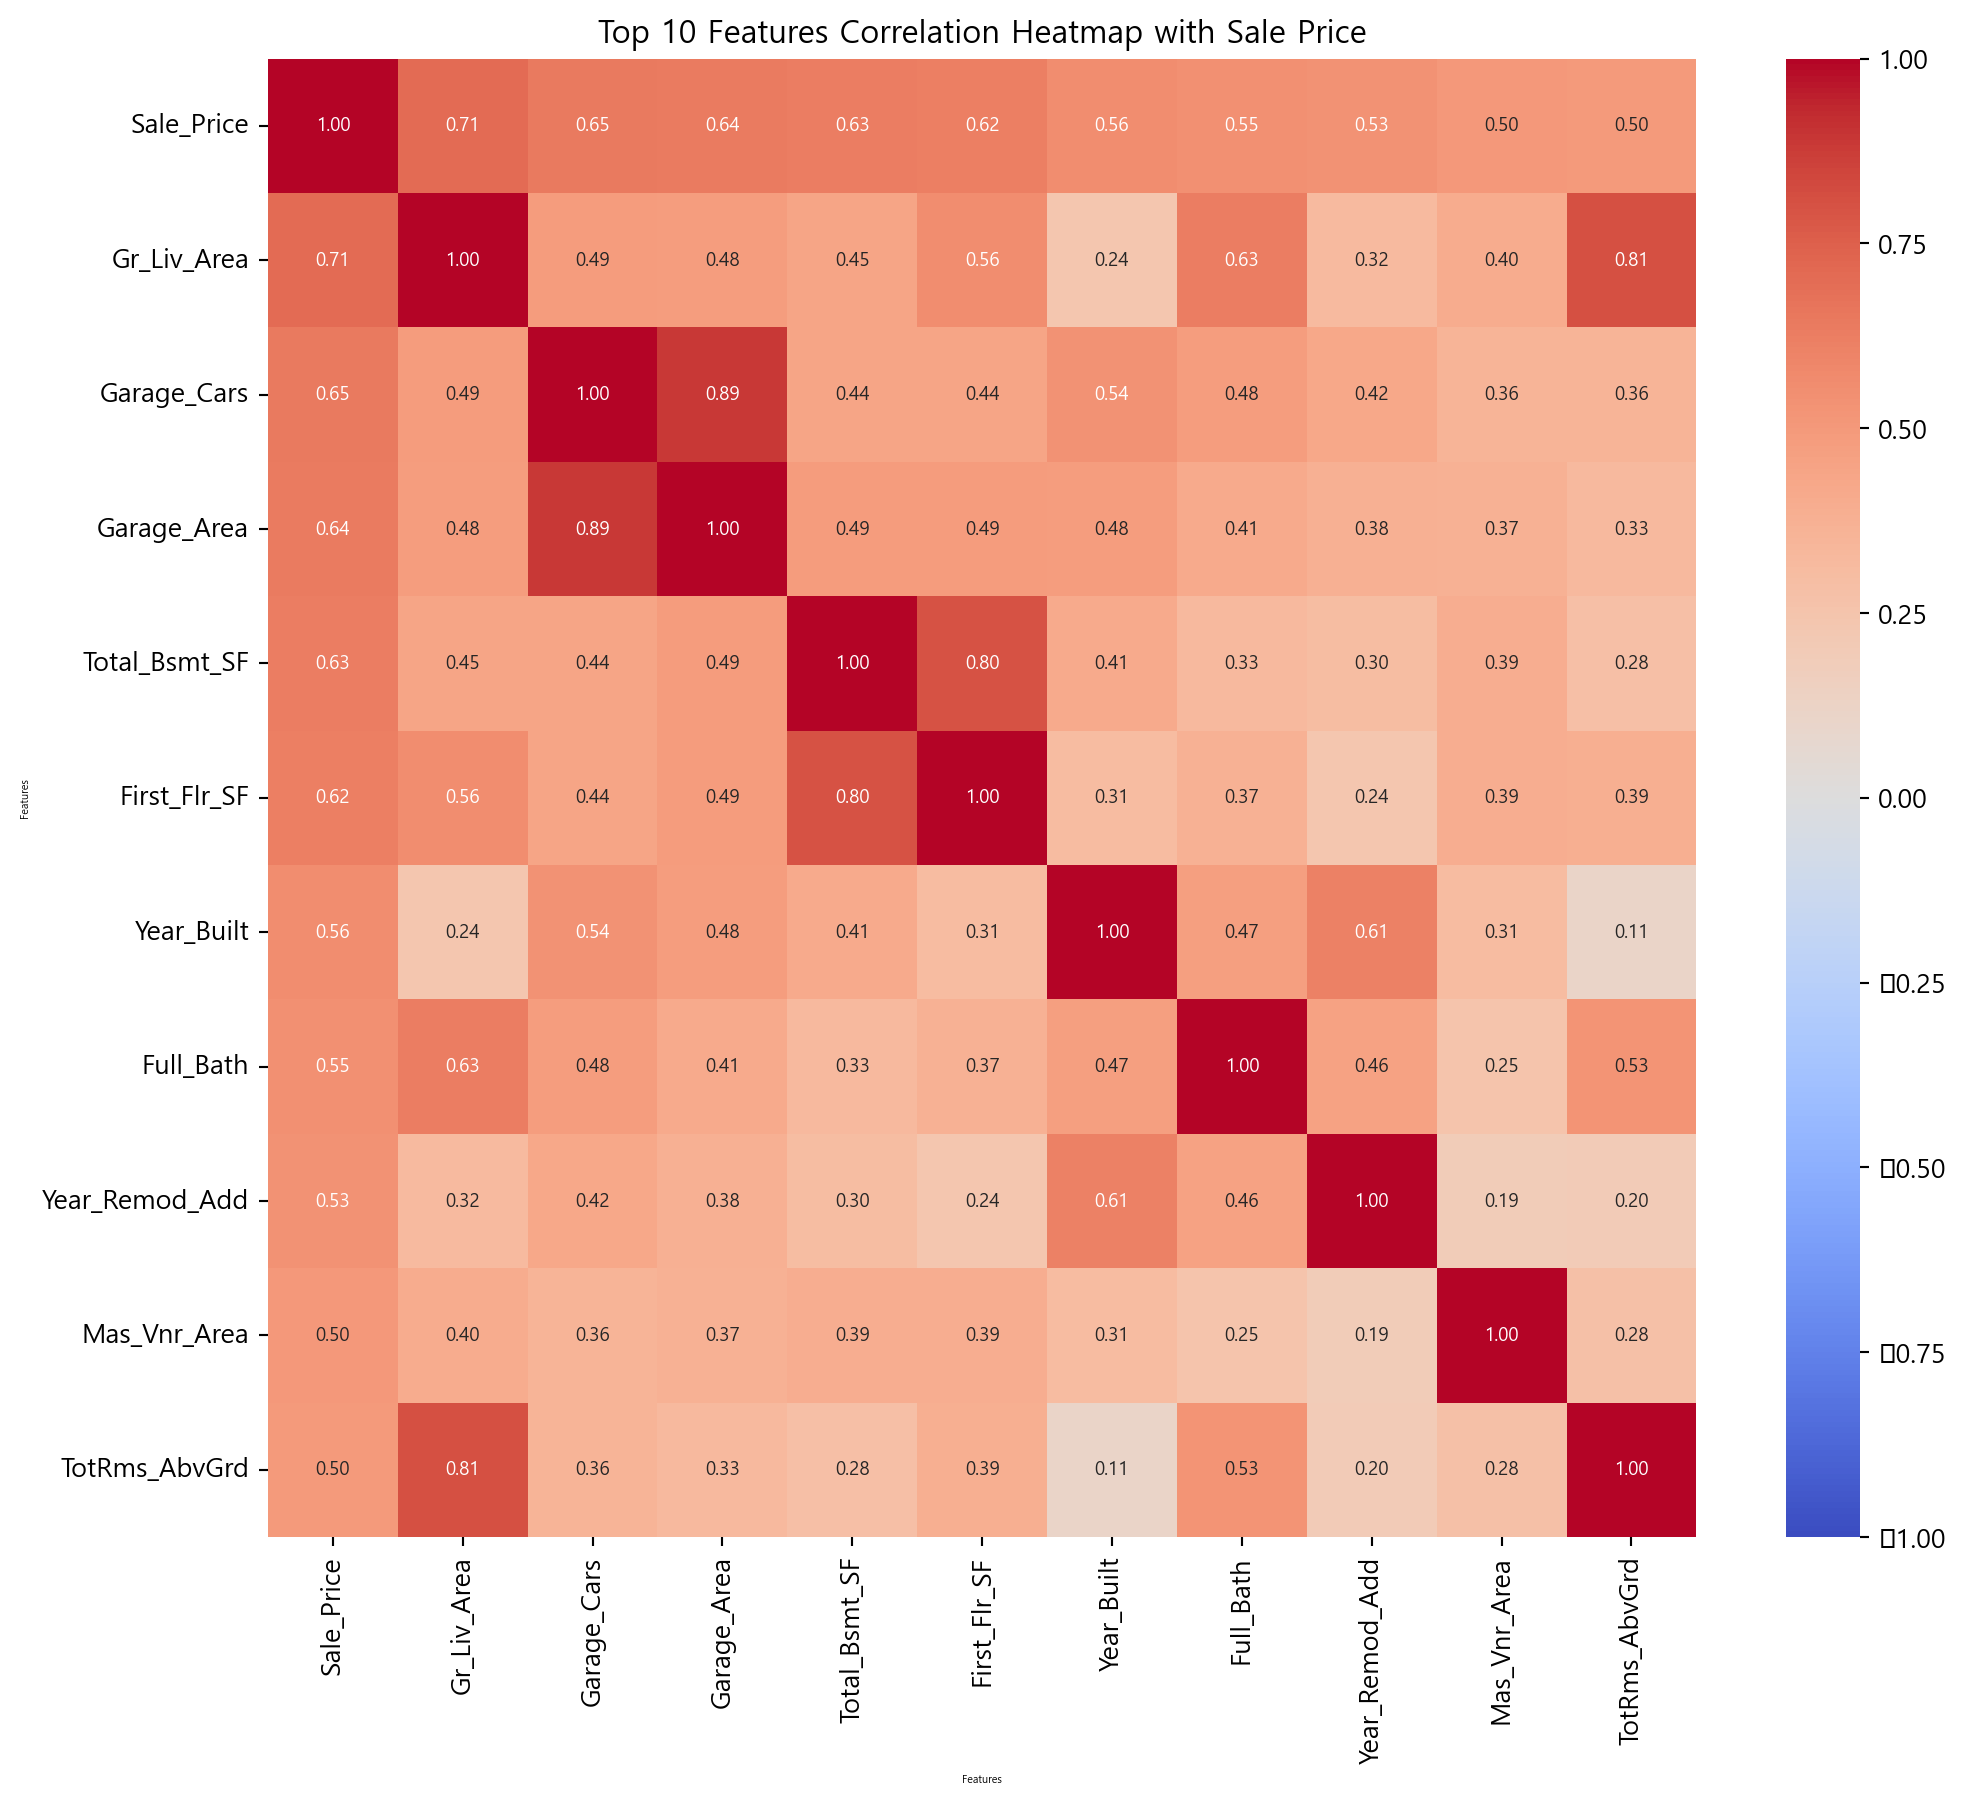 Top 10 Features Correlation Heatmap with Sale Price
Sale_Price 1.00 0.71 0.65 0.64 0.63 0.62 0.56 0.55 0.53 0.50 0.50
Gr_Liv_Area 0.71 1.00 0.49 0.48 0.45 0.56 0.24 0.63 0.32 0.40 0.81
Garage_Cars 0.65 0.49 1.00 0.89 0.44 0.44 0.54 0.48 0.42 0.36 0.36
Garage_Area 0.64 0.48 0.89 1.00 0.49 0.49 0.48 0.41 0.38 0.37 0.33
Total_Bsmt_SF 0.63 0.45 0.44 0.49 1.00 0.80 0.41 0.33 0.30 0.39 0.28
First_Flr_SF 0.62 0.56 0.44 0.49 0.80 1.00 0.31 0.37 0.24 0.39 0.39
Year_Built 0.56 0.24 0.54 0.48 0.41 0.31 1.00 0.47 0.61 0.31 0.11
Full_Bath 0.55 0.63 0.48 0.41 0.33 0.37 0.47 1.00 0.46 0.25 0.53
Year_Remod_Add 0.53 0.32 0.42 0.38 0.30 0.24 0.61 0.46 1.00 0.19 0.20
Mas_Vnr_Area 0.50 0.40 0.36 0.37 0.39 0.39 0.31 0.25 0.19 1.00 0.28
TotRms_AbvGrd 0.50 0.81 0.36 0.33 0.28 0.39 0.11 0.53 0.20 0.28 1.00
Features
Sale_Price
Gr_Liv_Area
Garage_Cars
Garage_Area
Total_Bsmt_SF
First_Flr_SF
Year_Built
Full_Bath
Year_Remod_Add
Mas_Vnr_Area
TotRms_AbvGrd
Features
1.00
0.75
0.50
0.25
0.00
▯0.25
▯0.50
▯0.75
▯1.00